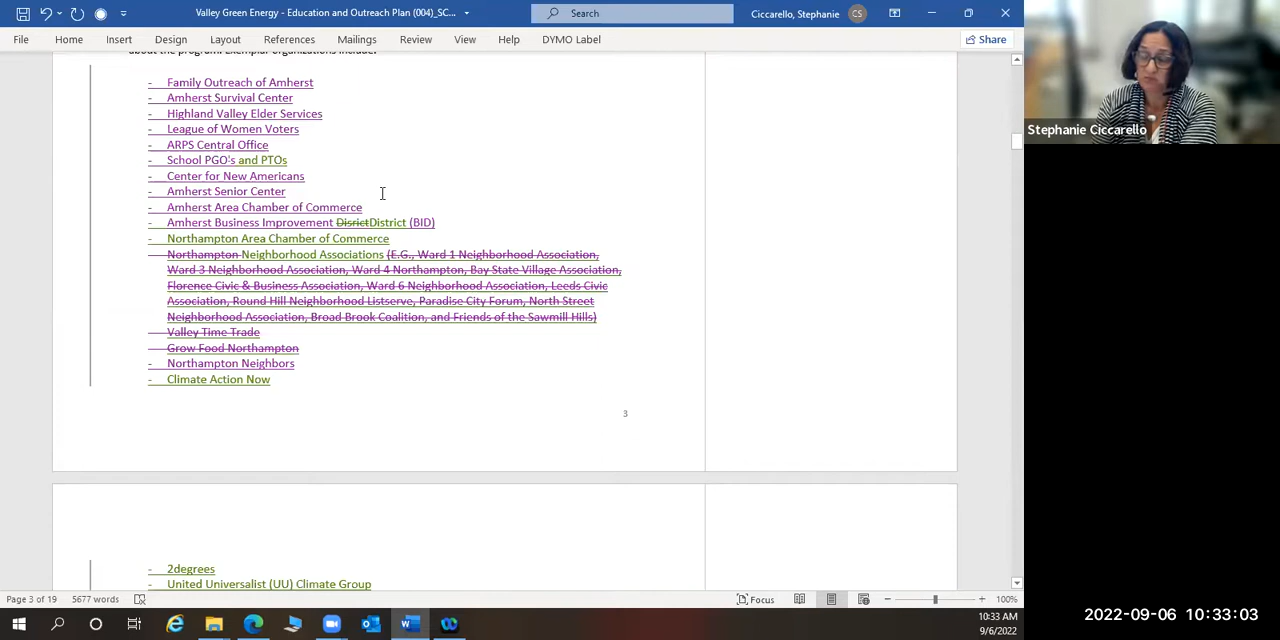 Valley Green Energy - Education and Outreach Plan (004)_SC...
Search
Ciccarello, Stephanie
CS
File
Home
Insert
Design
Layout
References
Mailings
Review
View
Help
DYMO Label
Share
about the program. Exemplar organizations include:
- Family Outreach of Amherst
- Amherst Survival Center
- Highland Valley Elder Services
- League of Women Voters
- ARPS Central Office
- School PGO's and PTOs
- Center for New Americans
- Amherst Senior Center
- Amherst Area Chamber of Commerce
- Amherst Business Improvement DisrictDistrict (BID)
- Northampton Area Chamber of Commerce
Northampton Neighborhood Associations (E.G., Ward 1 Neighborhood Association,
Ward 3 Neighborhood Association, Ward 4 Northampton, Bay State Village Association,
Florence Civic & Business Association, Ward 6 Neighborhood Association, Leeds Civic
Association, Round Hill Neighborhood Listserve, Paradise City Forum, North Street
Neighborhood Association, Broad Brook Coalition, and Friends of the Sawmill Hills)
Valley Time Trade
Grow Food Northampton
- Northampton Neighbors
- Climate Action Now
3
- 2degrees
- United Universalist (UU) Climate Group
Page 3 of 19
5677 words
Focus
100%
10:33 AM
9/6/2022
Stephanie Ciccarello
2022-09-06 10:33:03